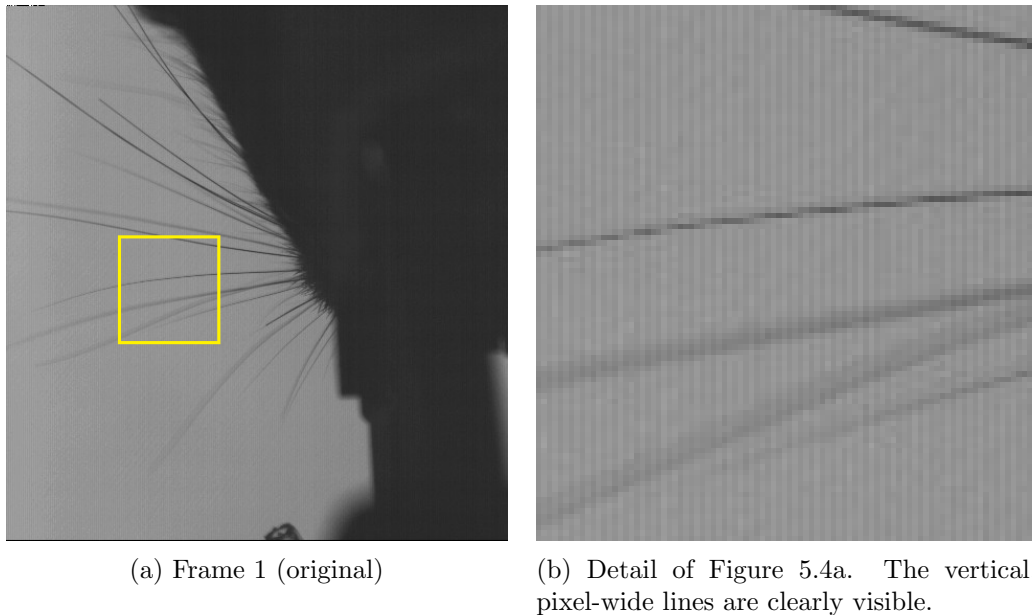 (a) Frame 1 (original)
(b) Detail of Figure 5.4a. The vertical
pixel-wide lines are clearly visible.